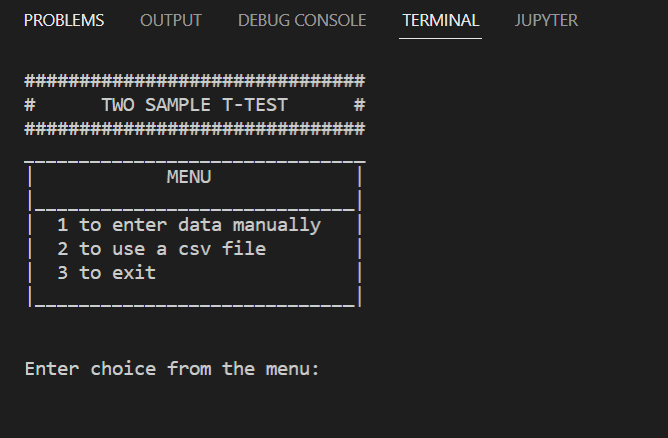 PROBLEMS OUTPUT DEBUG CONSOLE TERMINAL JUPYTER
###############################
#      TWO SAMPLE T-TEST      #
###############################
_______________________________
|            MENU             |
|_____________________________|
|  1 to enter data manually   |
|  2 to use a csv file        |
|  3 to exit                  |
|_____________________________|
Enter choice from the menu: